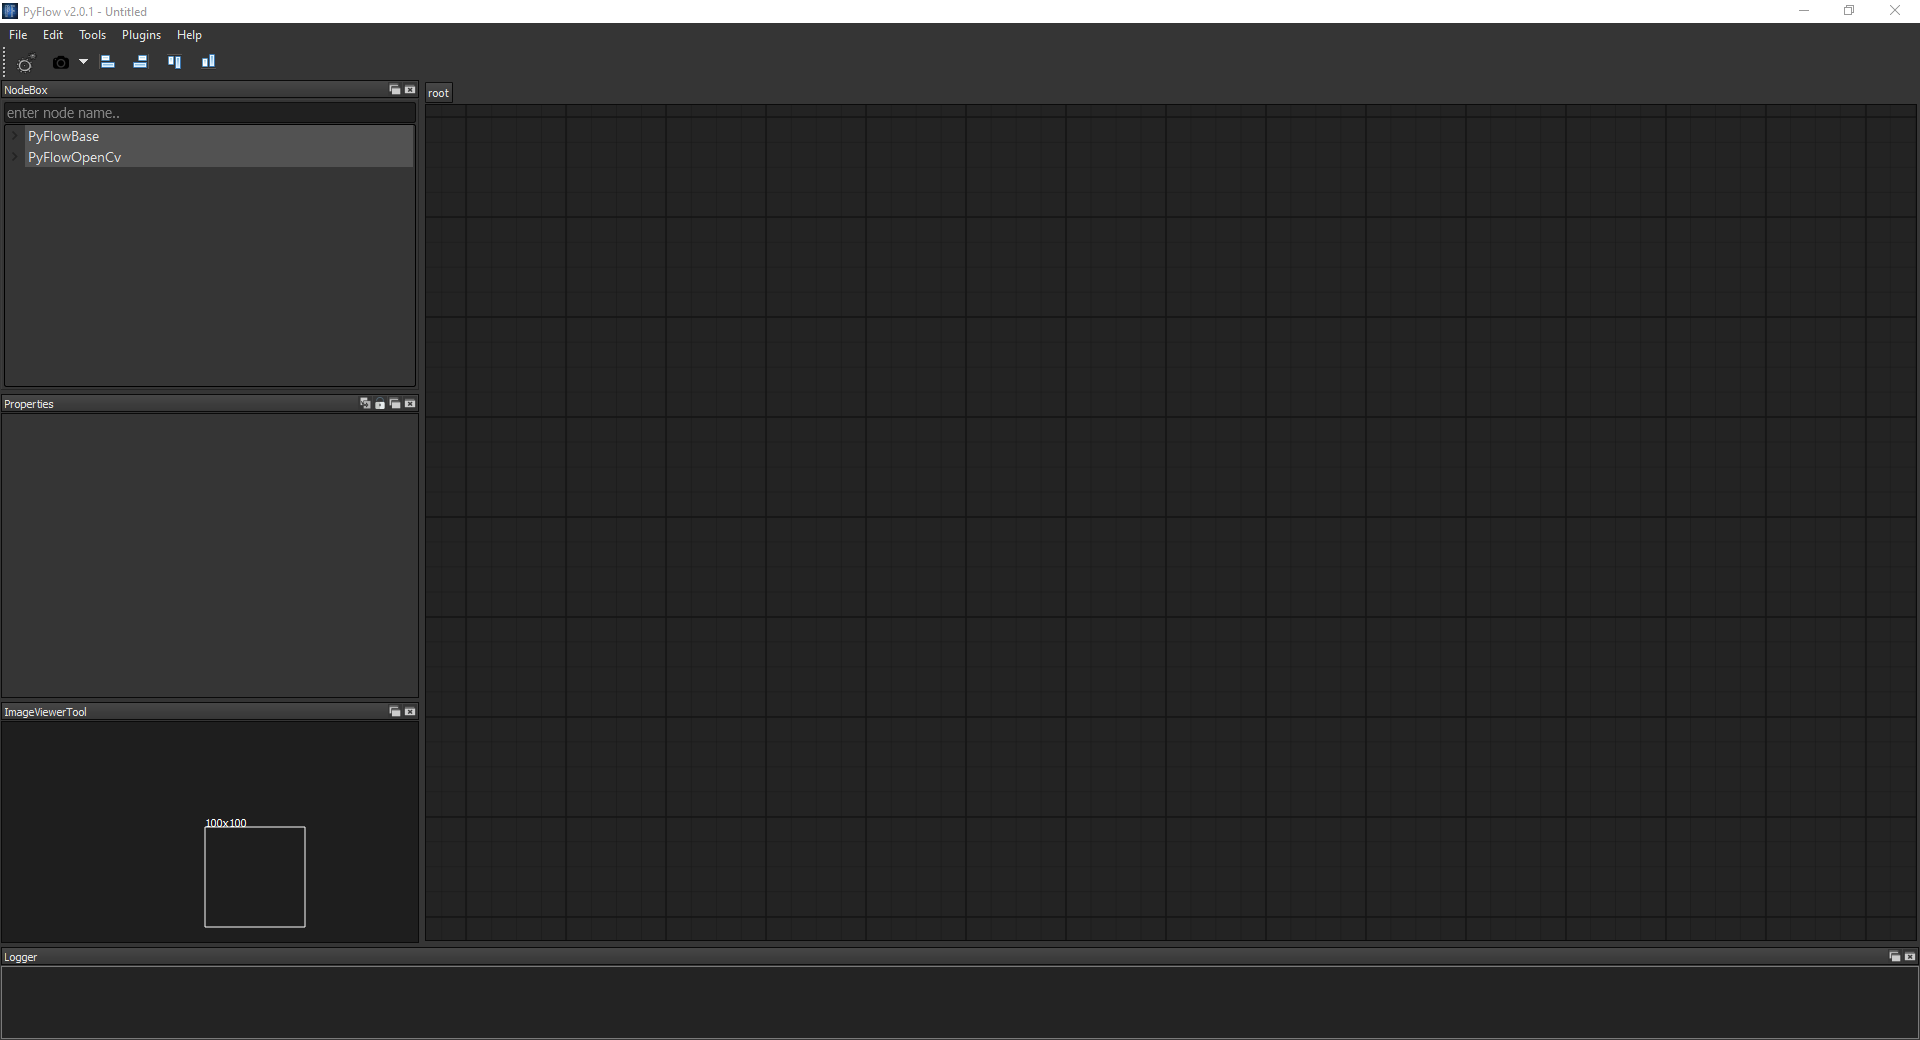 PyFlow v2.0.1 - Untitled
File Edit Tools Plugins Help
NodeBox
root
enter node name..
PyFlowBase
PyFlowOpenCv
Properties
ImageViewerTool
100x100
Logger